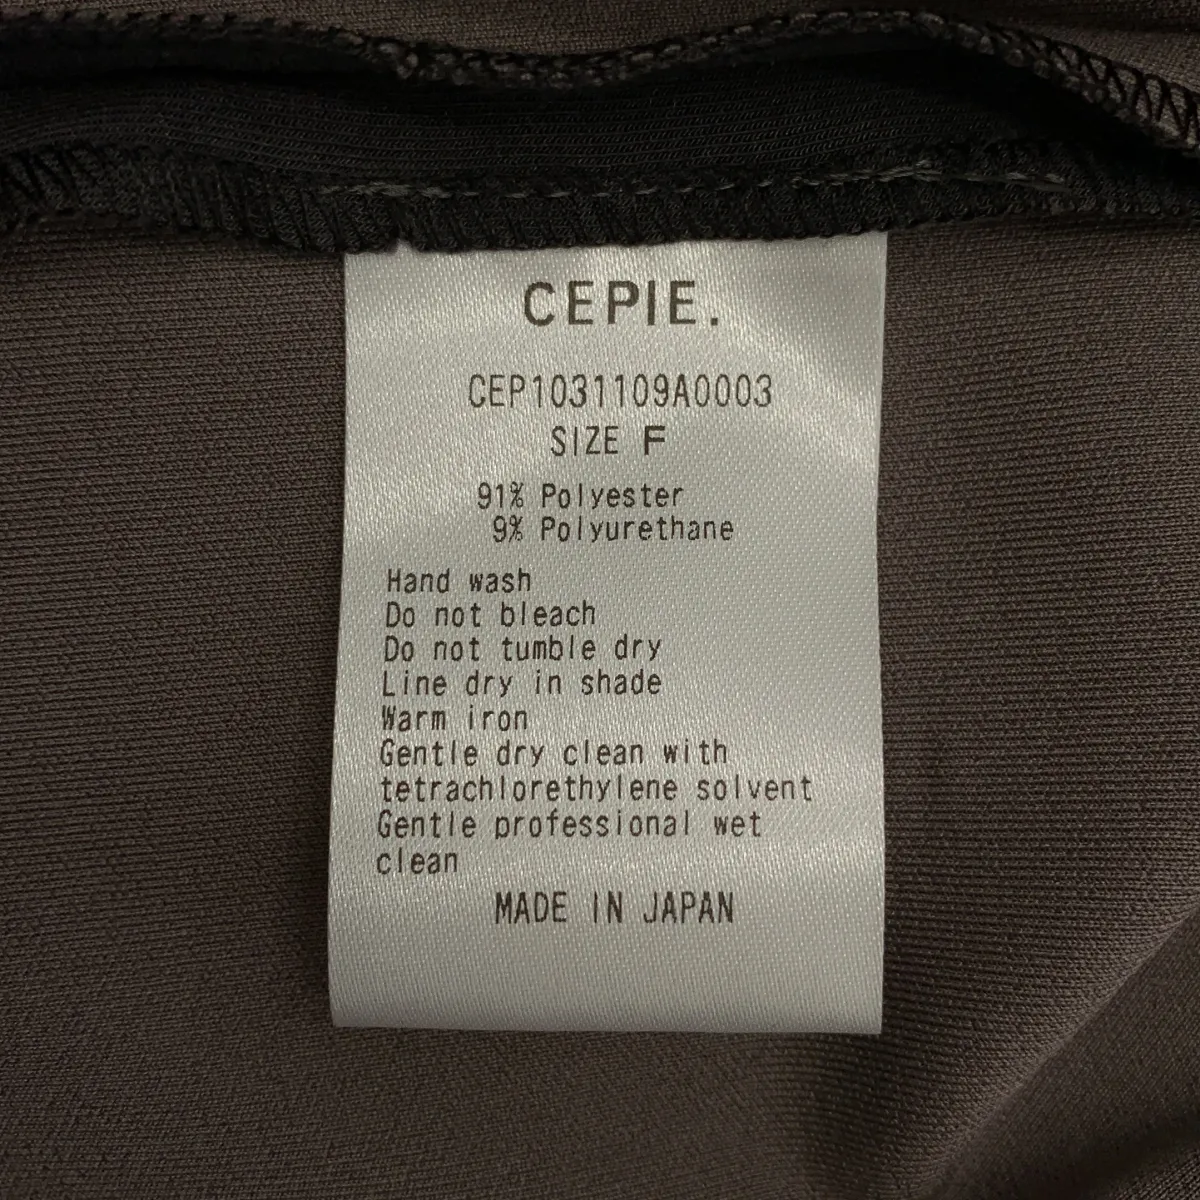 CEPIE.
CEP1031109A0003
SIZE F
91% Polyester
9% Polyurethane
Hand wash
Do not bleach
Do not tumble dry
Line dry in shade
Warm iron
Gentle dry clean with
tetrachlorethylene solvent
Gentle professional wet
clean
MADE IN JAPAN